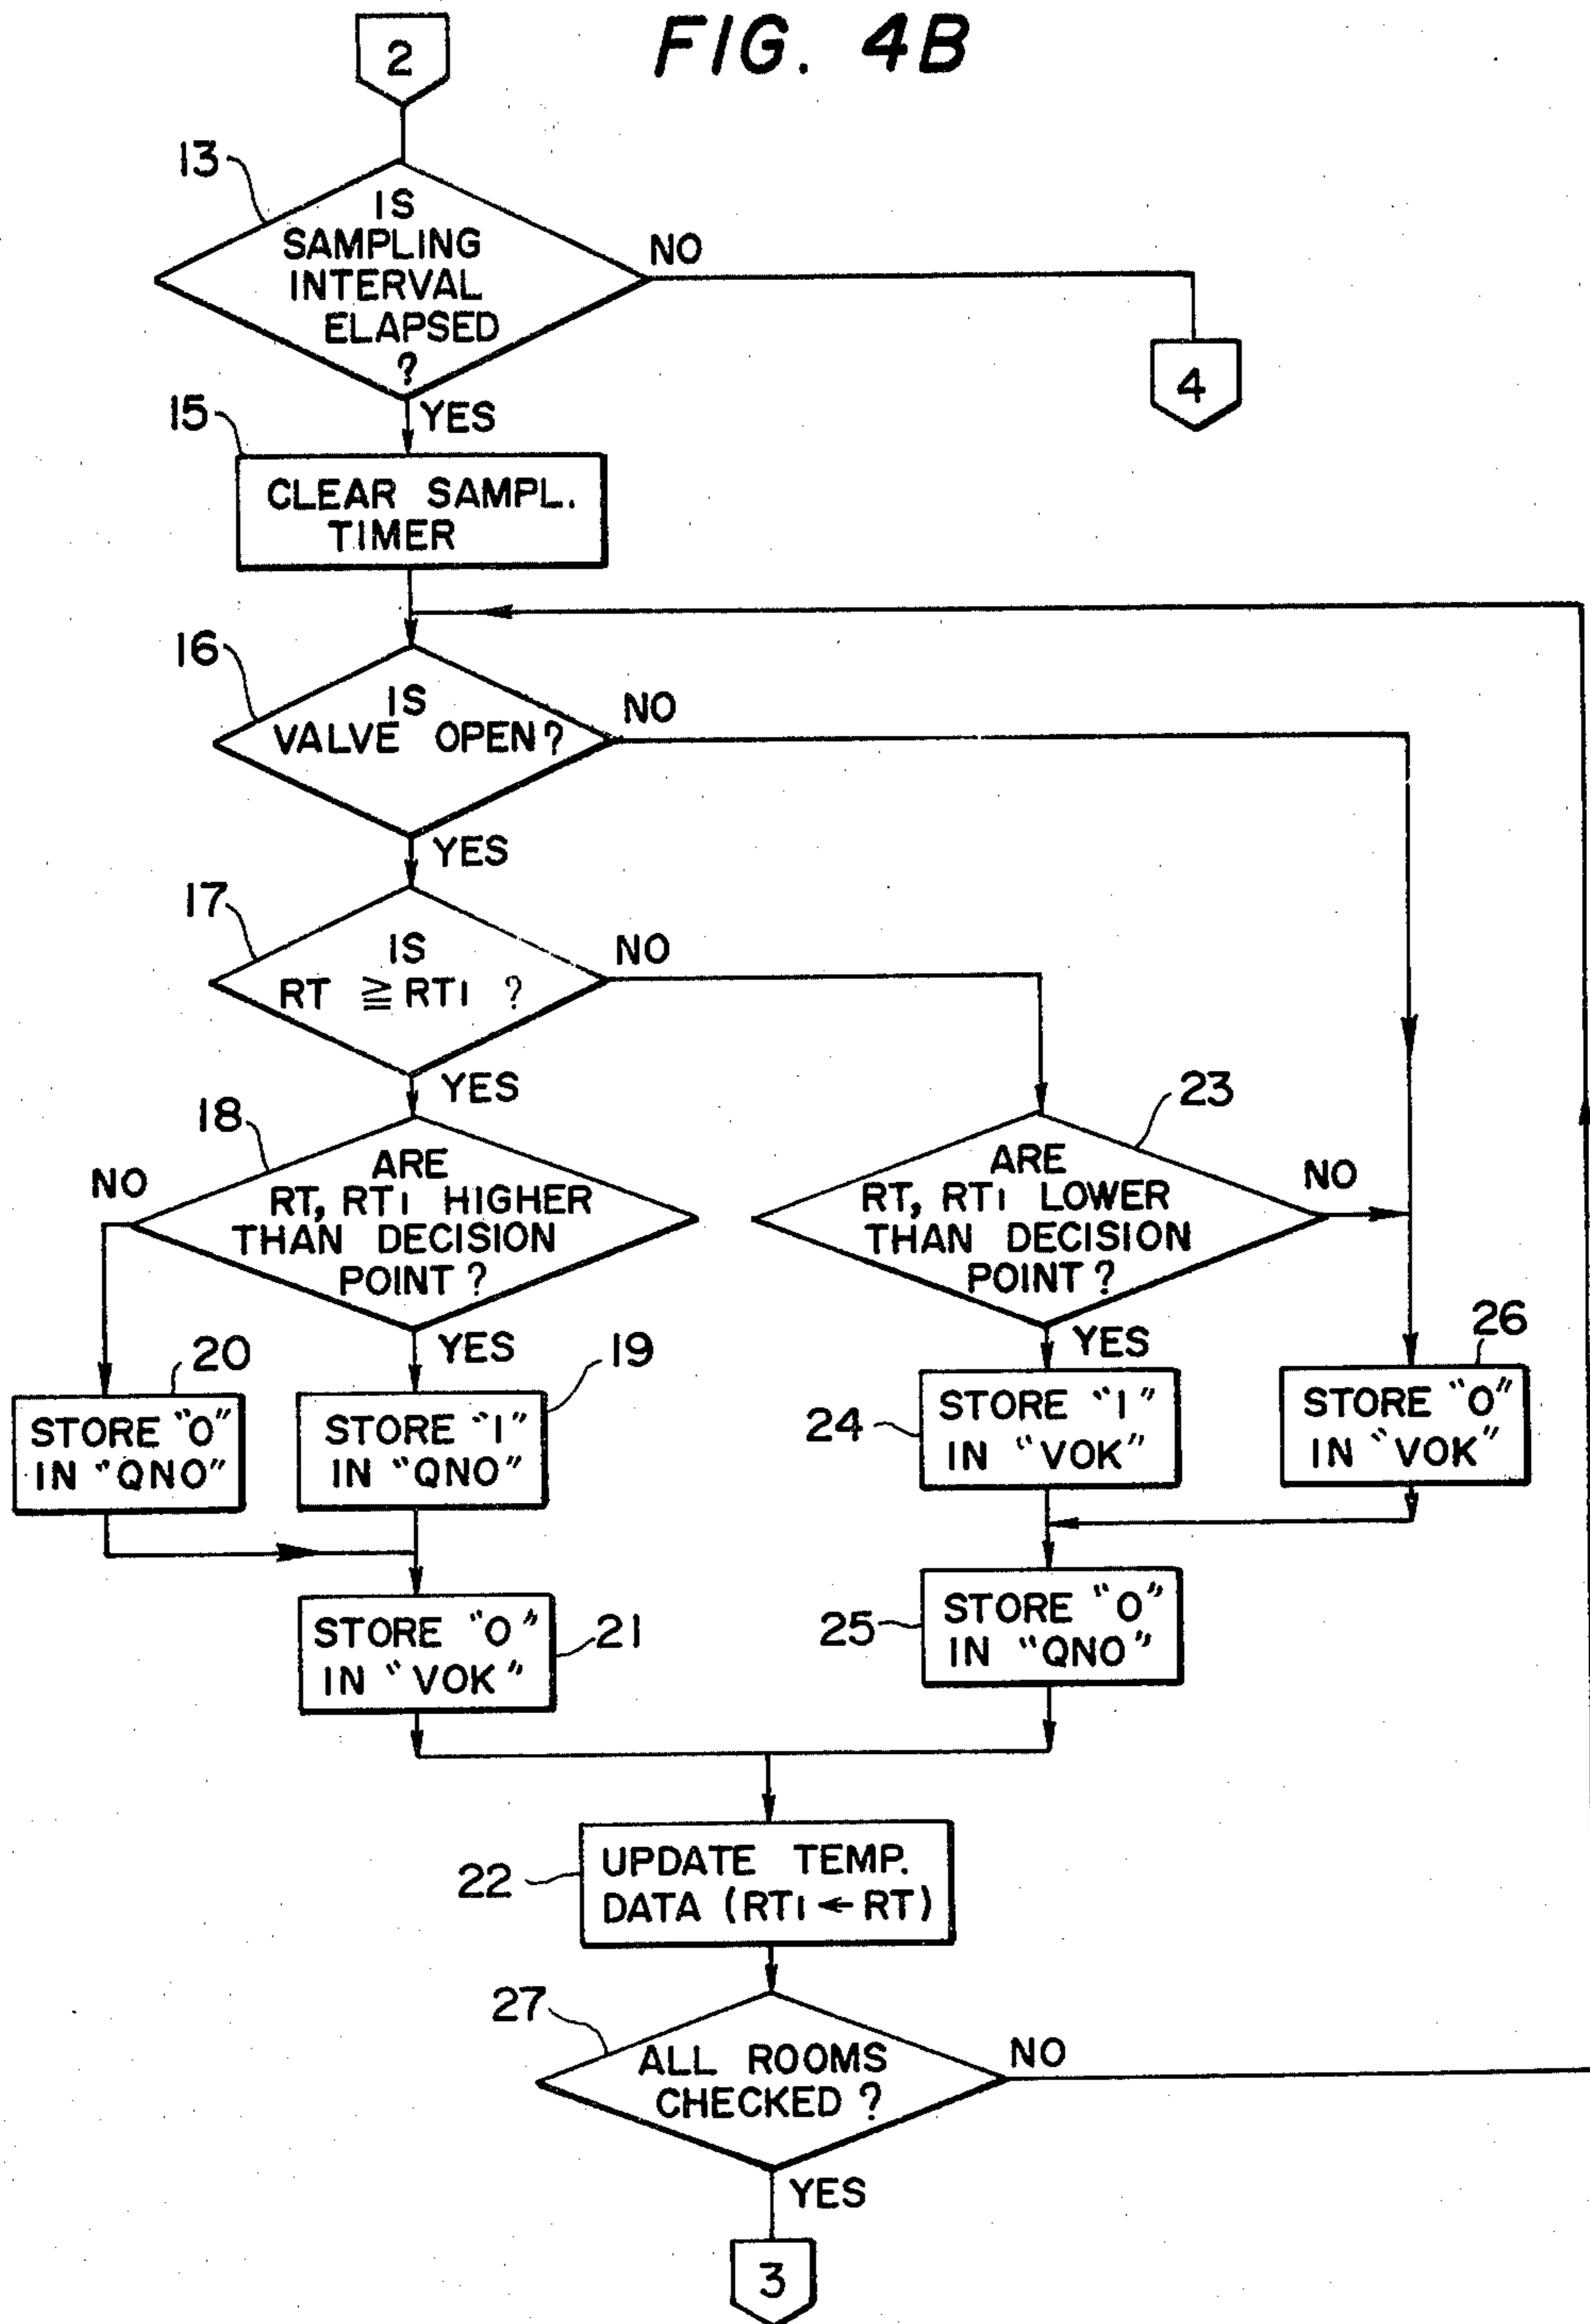 FIG. 4B
2
13
IS
SAMPLING
INTERVAL
ELAPSED
?
NO
4
YES
15
CLEAR SAMPL.
TIMER
16
IS
VALVE OPEN?
NO
YES
17
IS
RT ≧ RT1 ?
NO
YES
18
ARE
RT, RT1 HIGHER
THAN DECISION
POINT?
NO
YES
23
ARE
RT, RT1 LOWER
THAN DECISION
POINT?
NO
YES
20
STORE "0"
IN "QNO"
19
STORE "1"
IN "QNO"
24
STORE "1"
IN "VOK"
26
STORE "0"
IN "VOK"
21
STORE "0"
IN "VOK"
25
STORE "0"
IN "QNO"
22
UPDATE TEMP.
DATA (RT1 ← RT)
27
ALL ROOMS
CHECKED ?
NO
YES
3